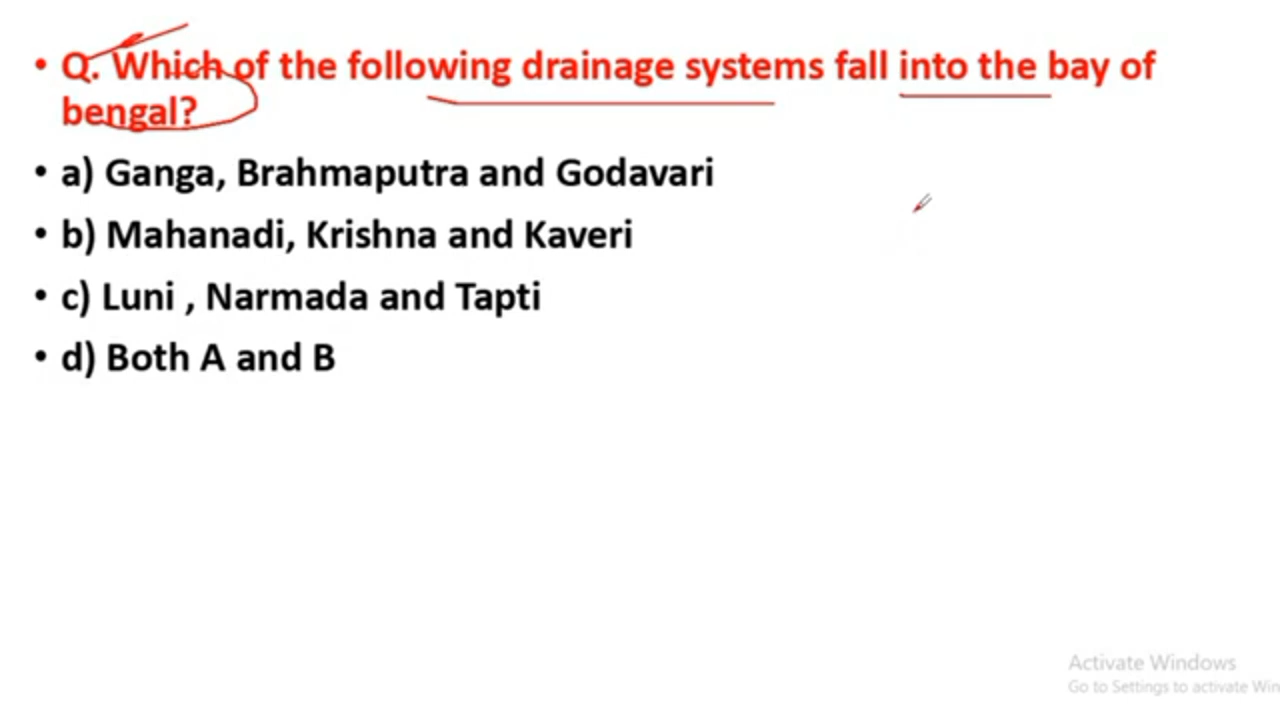 • Q. Which of the following drainage systems fall into the bay of
bengal?
• a) Ganga, Brahmaputra and Godavari
• b) Mahanadi, Krishna and Kaveri
• c) Luni , Narmada and Tapti
• d) Both A and B
Activate Windows
Go to Settings to activate Win